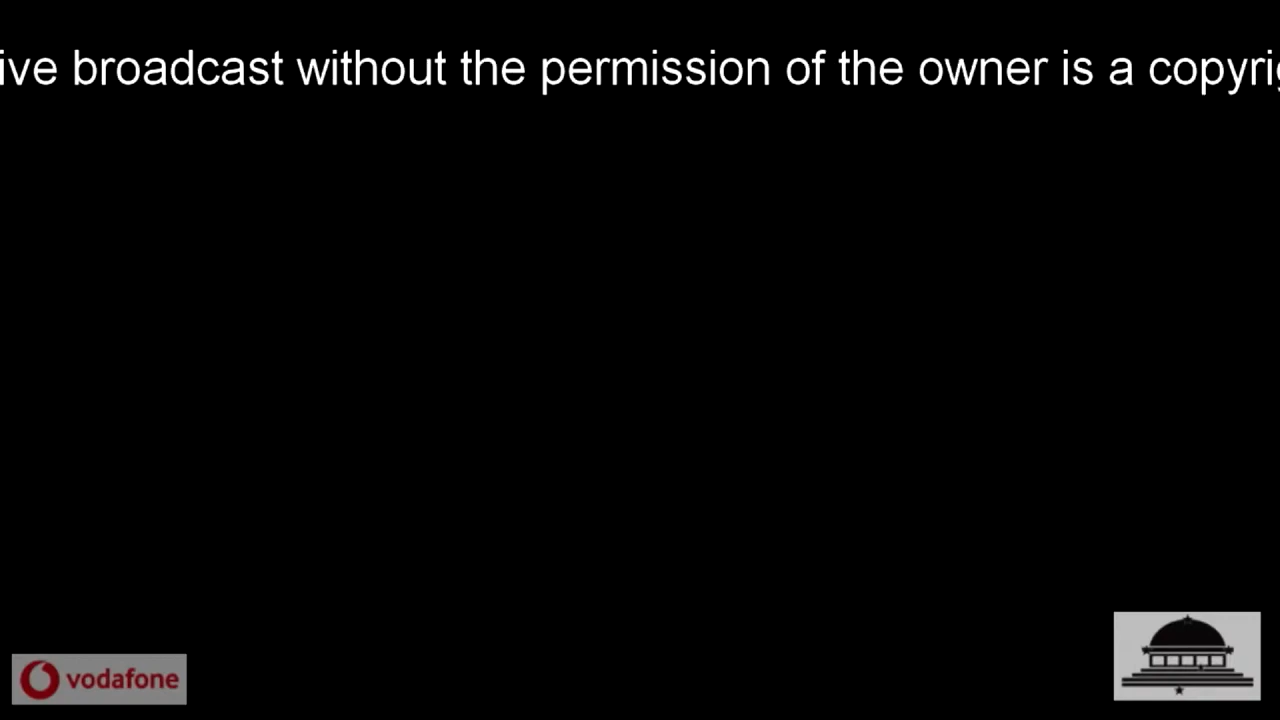 ive broadcast without the permission of the owner is a copyri
vodafone